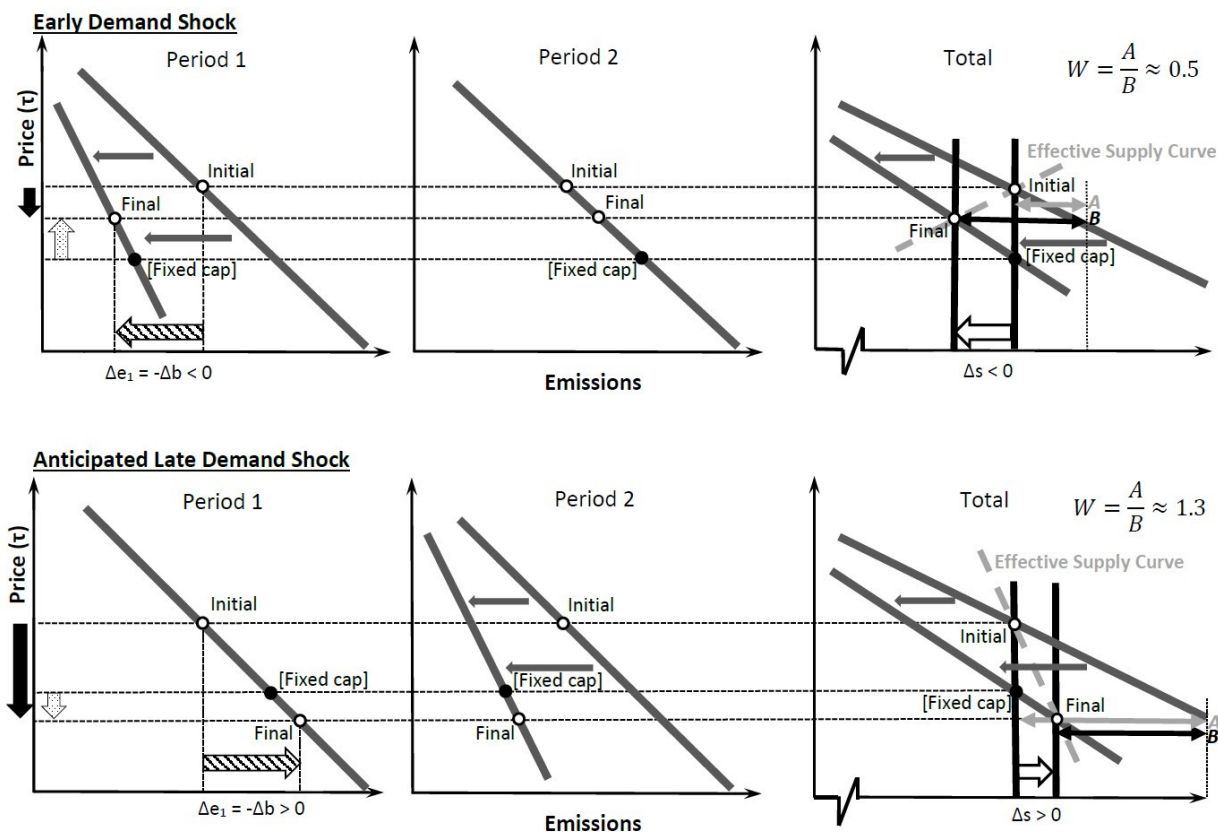 Early Demand Shock
Period 1
Period 2
Total
W = A/B ≈ 0.5
Price (τ)
Effective Supply Curve
Initial
Initial
Initial
Final
Final
Final
A
B
[Fixed cap]
[Fixed cap]
[Fixed cap]
Δe₁ = -Δb < 0
Emissions
Δs < 0
Anticipated Late Demand Shock
Period 1
Period 2
Total
W = A/B ≈ 1.3
Price (τ)
Effective Supply Curve
Initial
Initial
Initial
[Fixed cap]
[Fixed cap]
[Fixed cap]
Final
Final
Final
A
B
Δe₁ = -Δb > 0
Emissions
Δs > 0